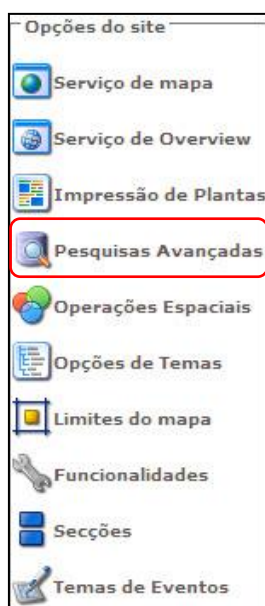 Opções do site
Serviço de mapa
Serviço de Overview
Impressão de Plantas
Pesquisas Avançadas
Operações Espaciais
Opções de Temas
Limites do mapa
Funcionalidades
Secções
Temas de Eventos